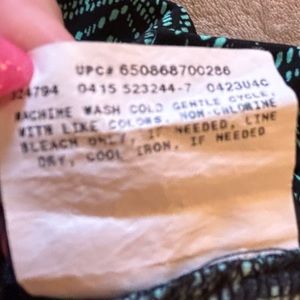 UPC# 650868700286
324794 0415 523244-7 0423U4C
MACHINE WASH COLD GENTLE CYCLE,
WITH LIKE COLORS. NON-CHLORINE
BLEACH ONLY, IF NEEDED, LINE
DRY, COOL IRON, IF NEEDED